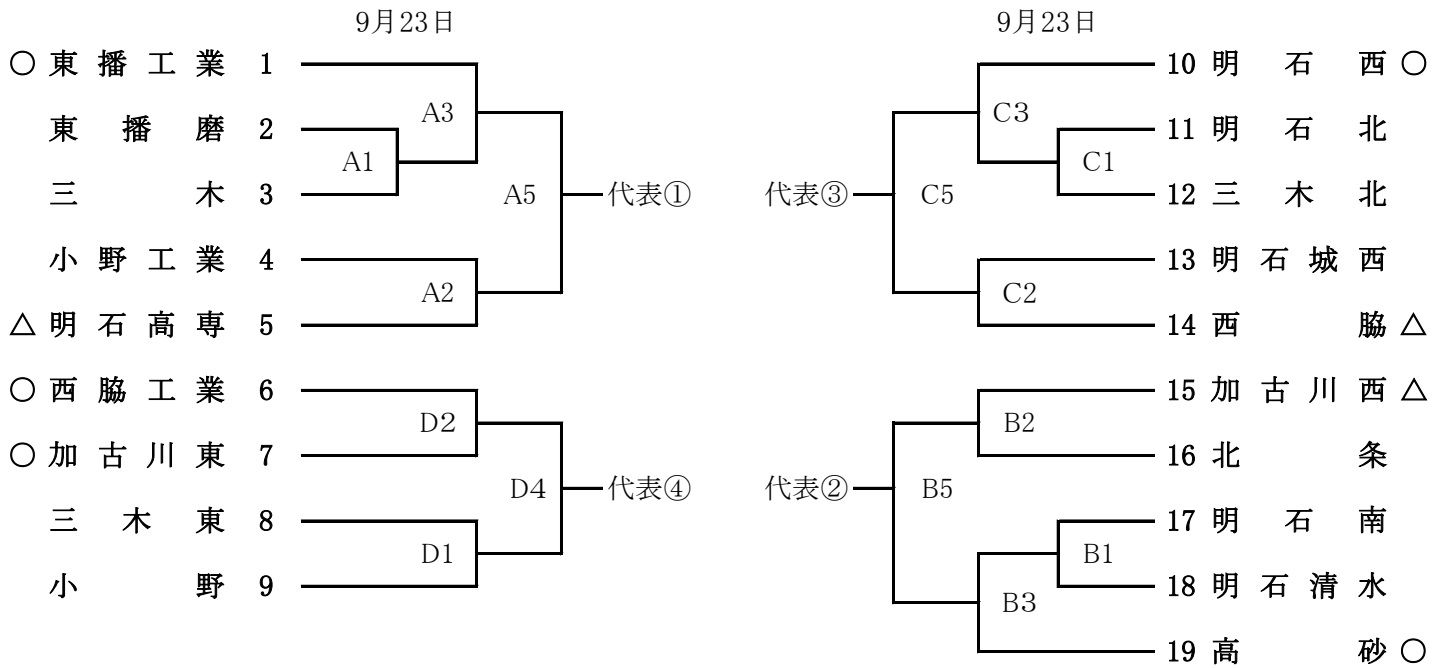 9月23日
○ 東播工業 1
A3
東播磨 2
A1
三木 3
A5 代表①
小野工業 4
A2
△ 明石高専 5
○ 西脇工業 6
D2
○ 加古川東 7
D4 代表④
三木東 8
D1
小野 9
9月23日
10 明石西 ○
C3
11 明石北
C1
12 三木北
代表③ C5
13 明石城西
C2
14 西脇 △
15 加古川西 △
B2
16 北条
代表② B5
17 明石南
B1
18 明石清水
B3
19 高砂 ○